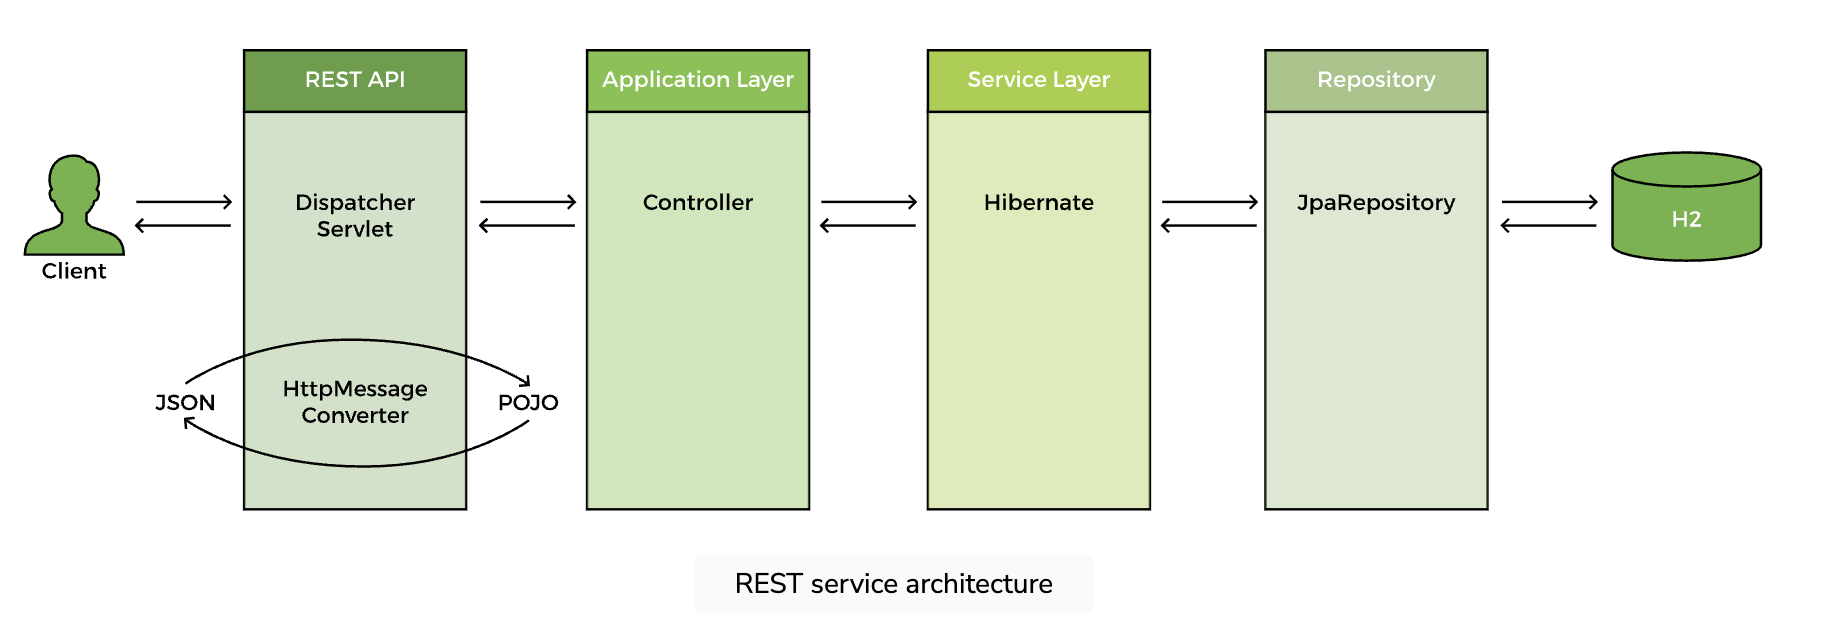 REST API
Application Layer
Service Layer
Repository
Client
Dispatcher
Servlet
Controller
Hibernate
JpaRepository
H2
JSON
HttpMessage
Converter
POJO
REST service architecture